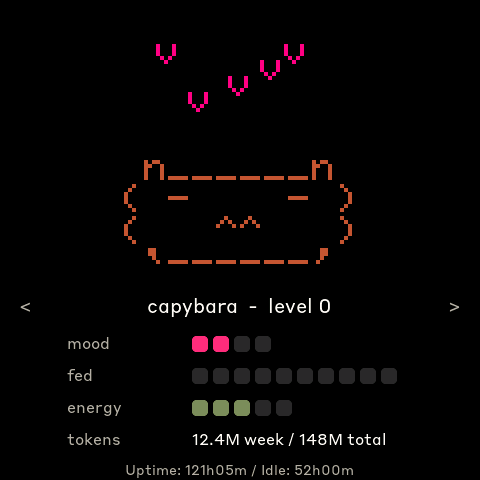 < capybara - level 0 >
mood
fed
energy
tokens 12.4M week / 148M total
Uptime: 121h05m / Idle: 52h00m